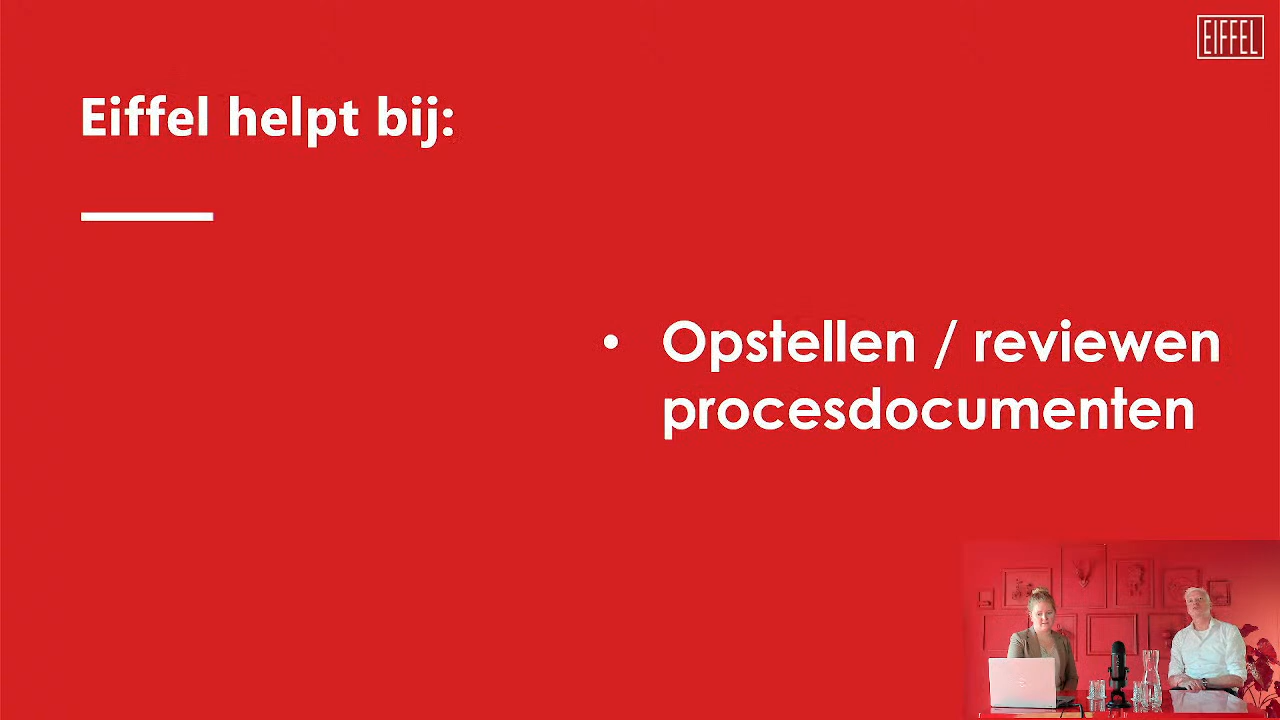 EIFFEL
Eiffel helpt bij:
• Opstellen / reviewen
procesdocumenten